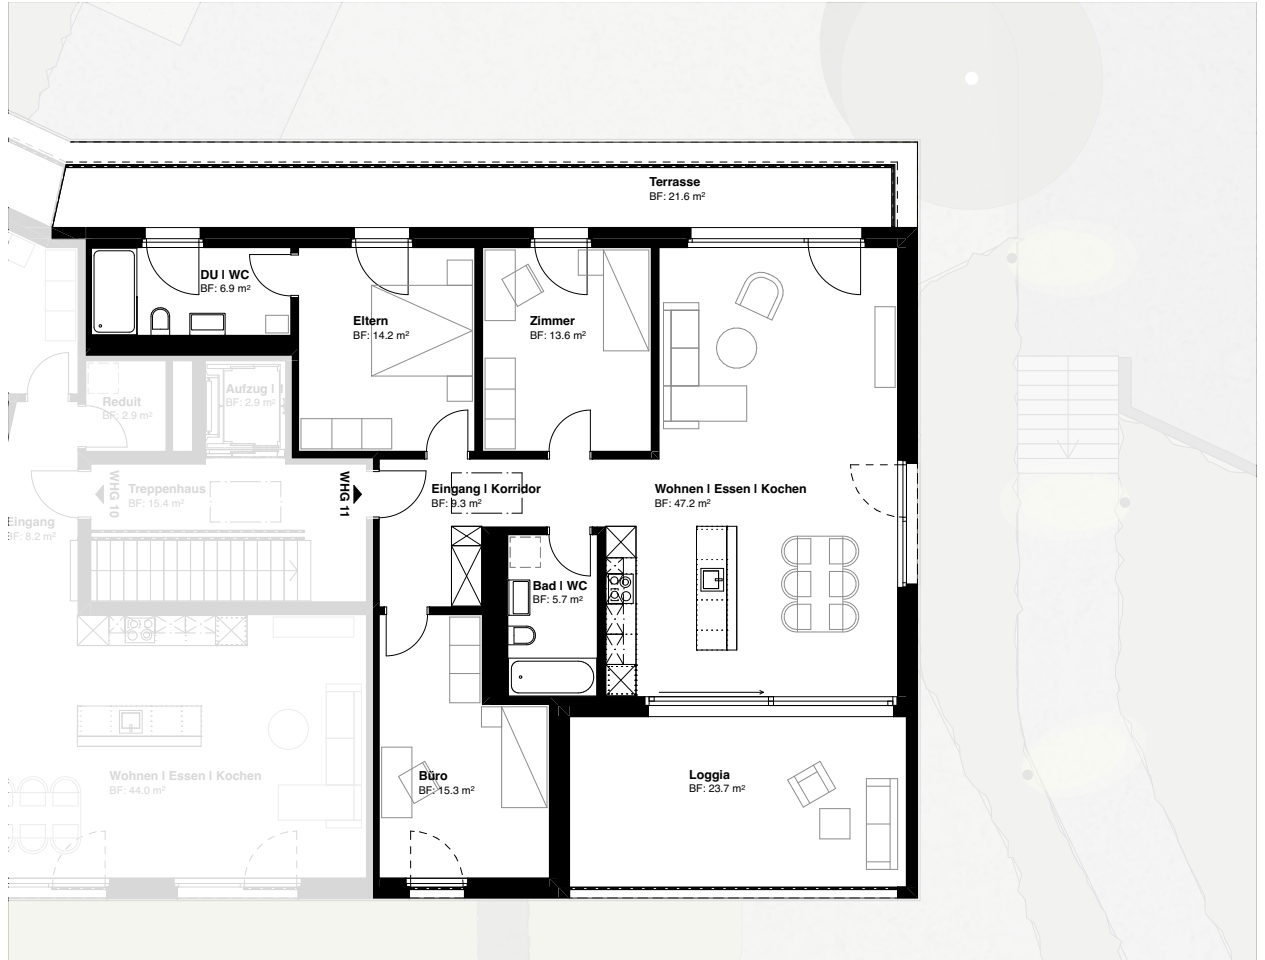 Terrasse
BF: 21.6 m²
DU | WC
BF: 6.9 m²
Eltern
BF: 14.2 m²
Zimmer
BF: 13.6 m²
Reduit
BF: 2.9 m²
Aufzug |
BF: 2.9 m²
WHG 10
Treppenhaus
BF: 15.4 m²
WHG 11
Eingang | Korridor
BF: 9.3 m²
Wohnen | Essen | Kochen
BF: 47.2 m²
Eingang
BF: 8.2 m²
Bad | WC
BF: 5.7 m²
Wohnen | Essen | Kochen
BF: 44.0 m²
Büro
BF: 15.3 m²
Loggia
BF: 23.7 m²